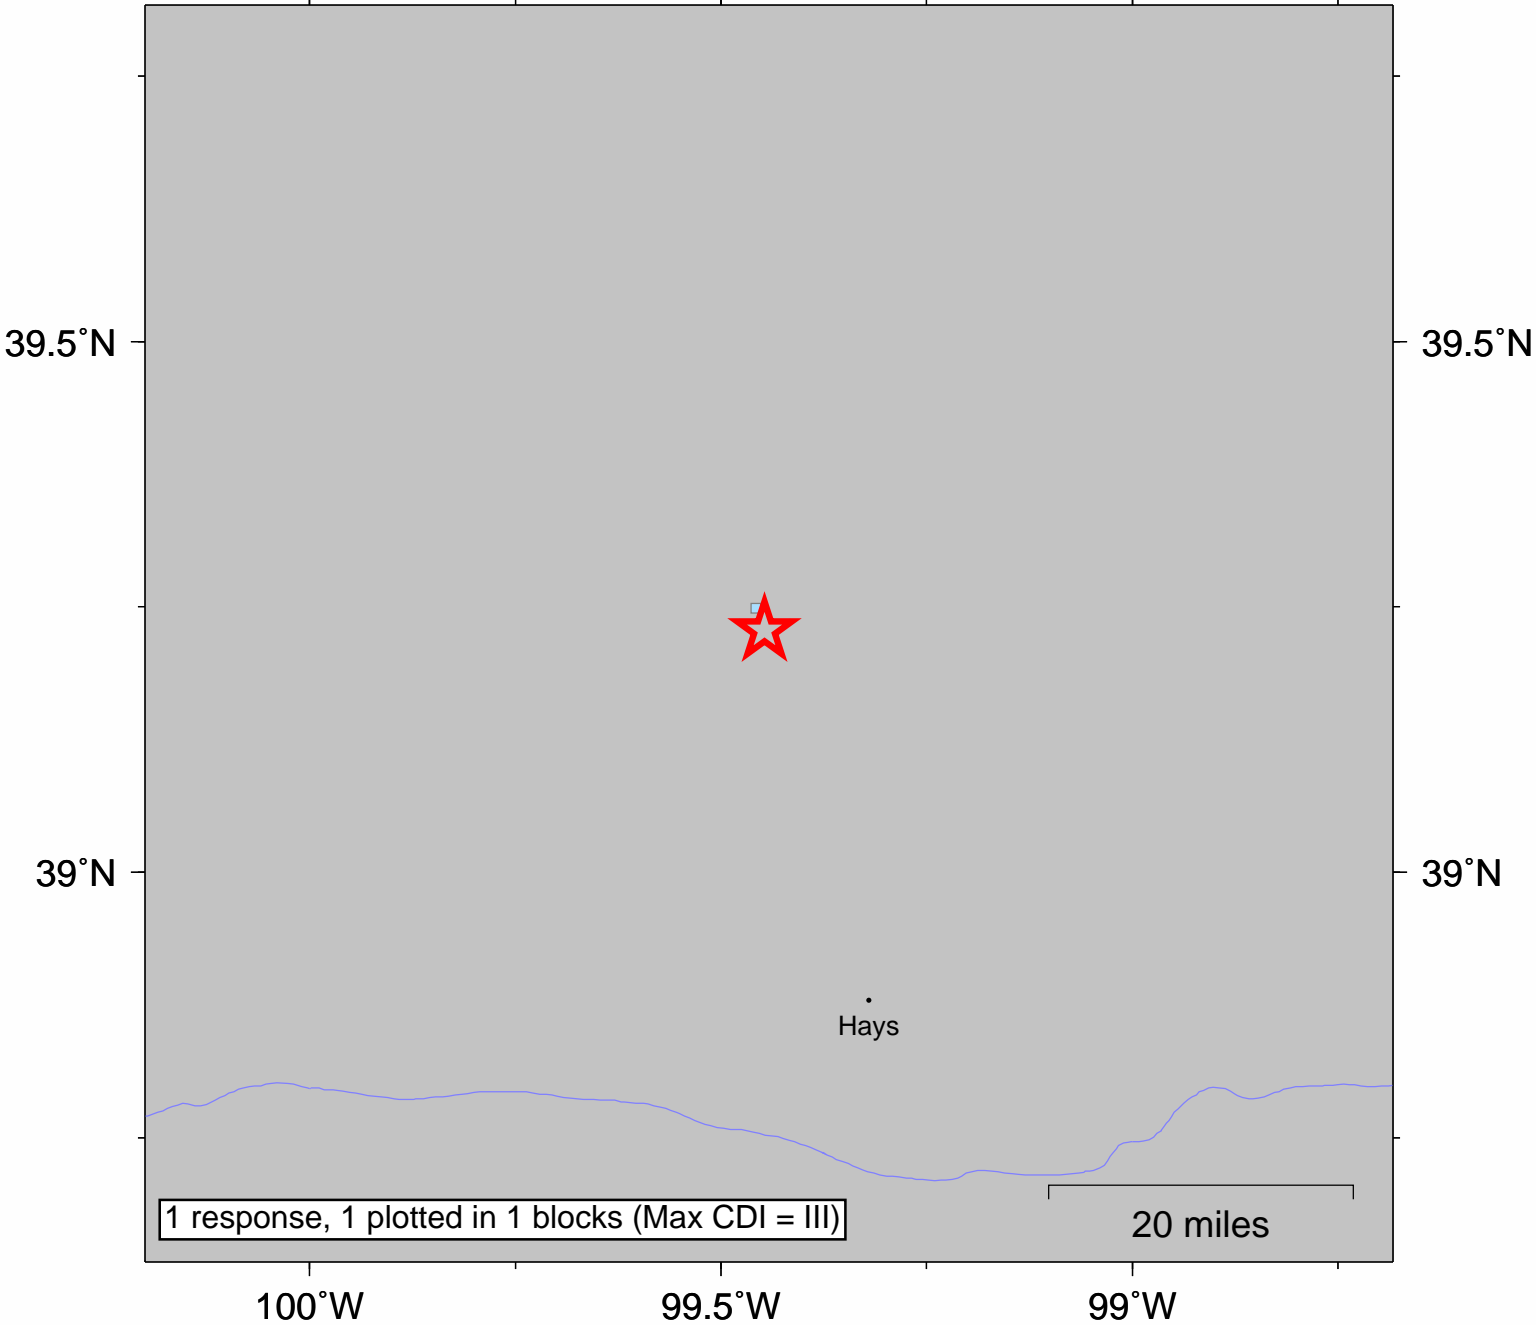 39.5˚N
39.5˚N
39˚N
39˚N
Hays
1 response, 1 plotted in 1 blocks (Max CDI = III)
20 miles
100˚W
99.5˚W
99˚W